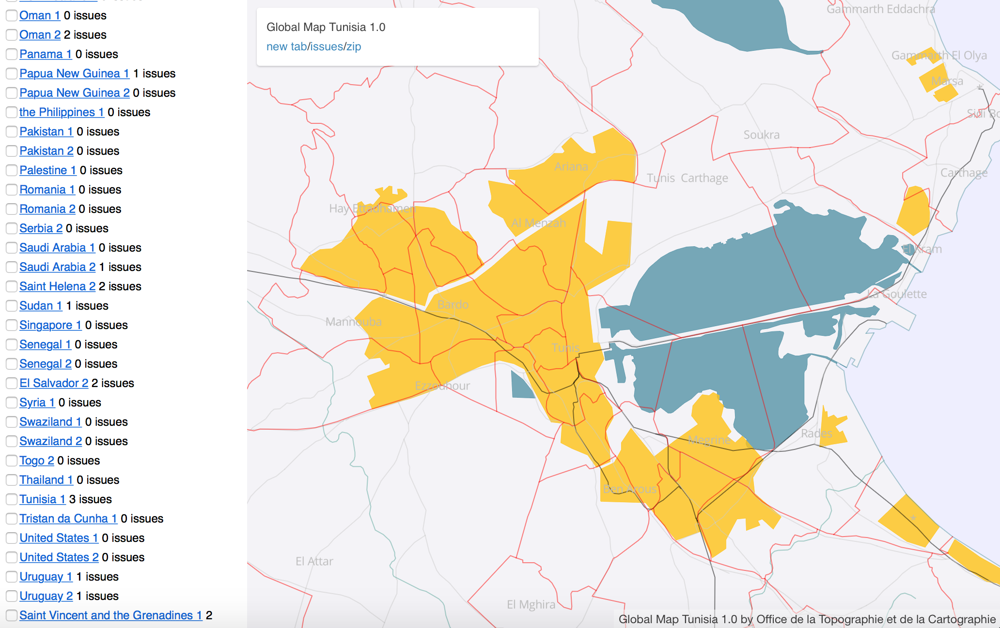 Oman 1 0 issues
Oman 2 2 issues
Panama 1 0 issues
Papua New Guinea 1 1 issues
Papua New Guinea 2 0 issues
the Philippines 1 0 issues
Pakistan 1 0 issues
Pakistan 2 0 issues
Palestine 1 0 issues
Romania 1 0 issues
Romania 2 0 issues
Serbia 2 0 issues
Saudi Arabia 1 0 issues
Saudi Arabia 2 1 issues
Saint Helena 2 2 issues
Sudan 1 1 issues
Singapore 1 0 issues
Senegal 1 0 issues
Senegal 2 0 issues
El Salvador 2 2 issues
Syria 1 0 issues
Swaziland 1 0 issues
Swaziland 2 0 issues
Togo 2 0 issues
Thailand 1 0 issues
Tunisia 1 3 issues
Tristan da Cunha 1 0 issues
United States 1 0 issues
United States 2 0 issues
Uruguay 1 1 issues
Uruguay 2 1 issues
Saint Vincent and the Grenadines 1 2
Global Map Tunisia 1.0
new tab/issues/zip
Gammarth Eddachra
Gammarth El Olya
Marsa
Sidi Bo
Soukra
Ariana
Carthage
Tunis Carthage
Hay Ettadhamen
Al Menzah
El Kram
La Goulette
Bardo
Mannouba
Tunis
Ezzouhour
Rades
Megrine
Ben Arous
El Attar
El Mghira
Global Map Tunisia 1.0 by Office de la Topographie et de la Cartographie